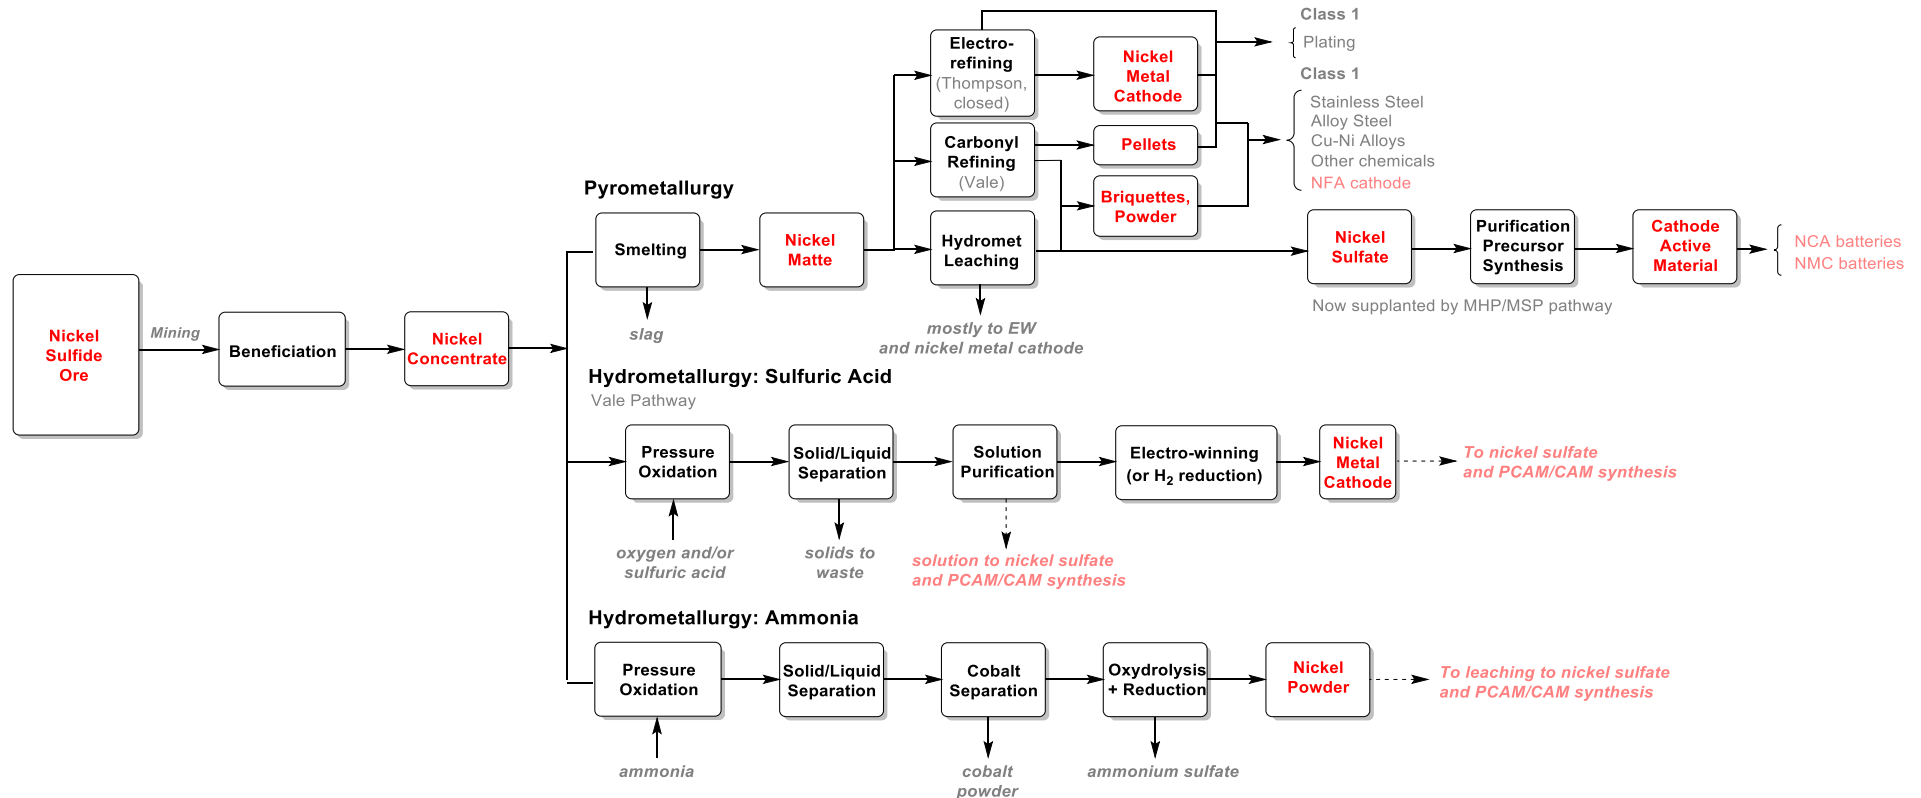 Class 1
Plating
Electro-
refining
(Thompson,
closed)
Nickel
Metal
Cathode
Class 1
Stainless Steel
Alloy Steel
Cu-Ni Alloys
Other chemicals
NFA cathode
Carbonyl
Refining
(Vale)
Pellets
Briquettes,
Powder
Pyrometallurgy
Smelting
Nickel
Matte
Hydromet
Leaching
Nickel
Sulfate
Purification
Precursor
Synthesis
Cathode
Active
Material
NCA batteries
NMC batteries
Now supplanted by MHP/MSP pathway
slag
mostly to EW
and nickel metal cathode
Nickel
Sulfide
Ore
Mining
Beneficiation
Nickel
Concentrate
Hydrometallurgy: Sulfuric Acid
Vale Pathway
Pressure
Oxidation
Solid/Liquid
Separation
Solution
Purification
Electro-winning
(or H₂ reduction)
Nickel
Metal
Cathode
To nickel sulfate
and PCAM/CAM synthesis
oxygen and/or
sulfuric acid
solids to
waste
solution to nickel sulfate
and PCAM/CAM synthesis
Hydrometallurgy: Ammonia
Pressure
Oxidation
Solid/Liquid
Separation
Cobalt
Separation
Oxydrolysis
+ Reduction
Nickel
Powder
To leaching to nickel sulfate
and PCAM/CAM synthesis
ammonia
cobalt
powder
ammonium sulfate